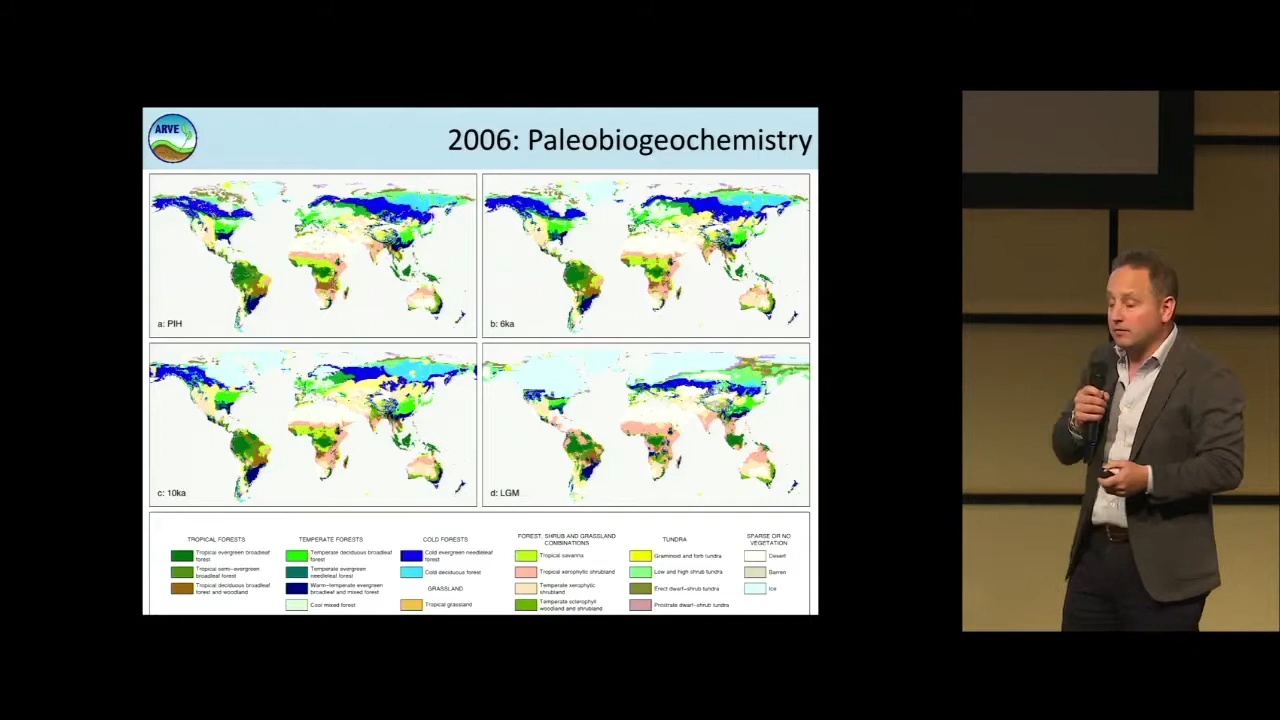 ARVE
2006: Paleobiogeochemistry
a: PIH
b: 6ka
c: 10ka
d: LGM
TROPICAL FORESTS
Tropical evergreen broadleaf
forest
Tropical semi-evergreen
broadleaf forest
Tropical deciduous broadleaf
forest and woodland
TEMPERATE FORESTS
Temperate deciduous broadleaf
forest
Temperate evergreen
needleleaf forest
Warm-temperate evergreen
broadleaf and mixed forest
Cool mixed forest
COLD FORESTS
Cold evergreen needleleaf
forest
Cold deciduous forest
GRASSLAND
Tropical grassland
FOREST, SHRUB AND GRASSLAND
COMBINATIONS
Tropical savanna
Tropical xerophytic shrubland
Temperate xerophytic
shrubland
Temperate sclerophyll
woodland and shrubland
TUNDRA
Graminoid and forb tundra
Low and high shrub tundra
Erect dwarf-shrub tundra
Prostrate dwarf-shrub tundra
SPARSE OR NO
VEGETATION
Desert
Barren
Ice